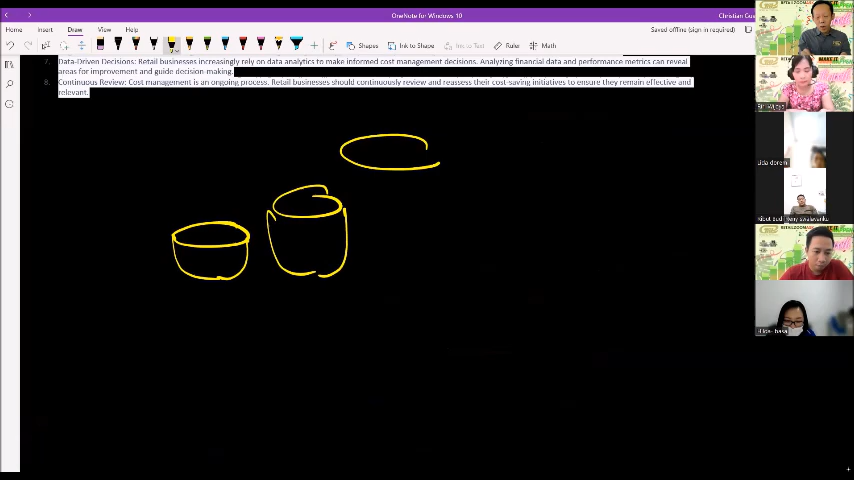 OneNote for Windows 10
Christian Gus
Home Insert Draw View
Saved offline (sign in required)
Shapes Ink to Shape Ink to Text Ruler Math
7. Data-Driven Decisions: Retail businesses increasingly rely on data analytics to make informed cost management decisions. Analyzing financial data and performance metrics can reveal
areas for improvement and guide decision-making.
8. Continuous Review: Cost management is an ongoing process. Retail businesses should continuously review and reassess their cost-saving initiatives to ensure they remain effective and
relevant.
Lida dorem